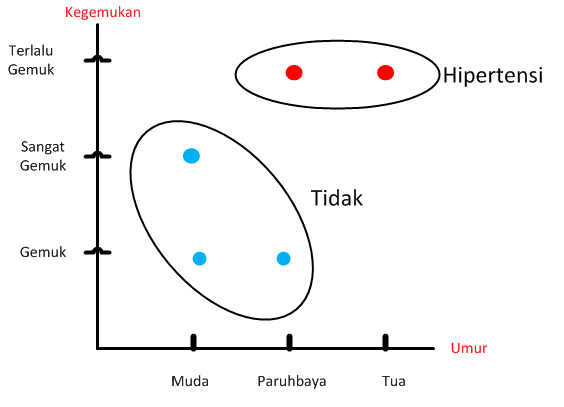 Kegemukan
Terlalu
Gemuk
Hipertensi
Sangat
Gemuk
Tidak
Gemuk
Umur
Muda
Paruhbaya
Tua